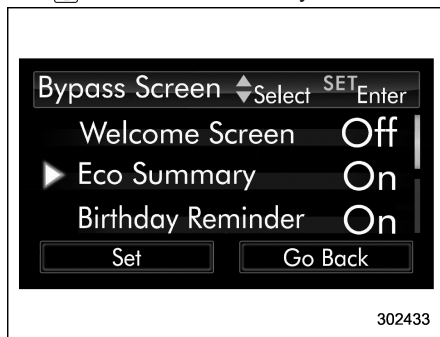 Bypass Screen Select SET Enter
Welcome Screen Off
Eco Summary On
Birthday Reminder On
Set Go Back
302433